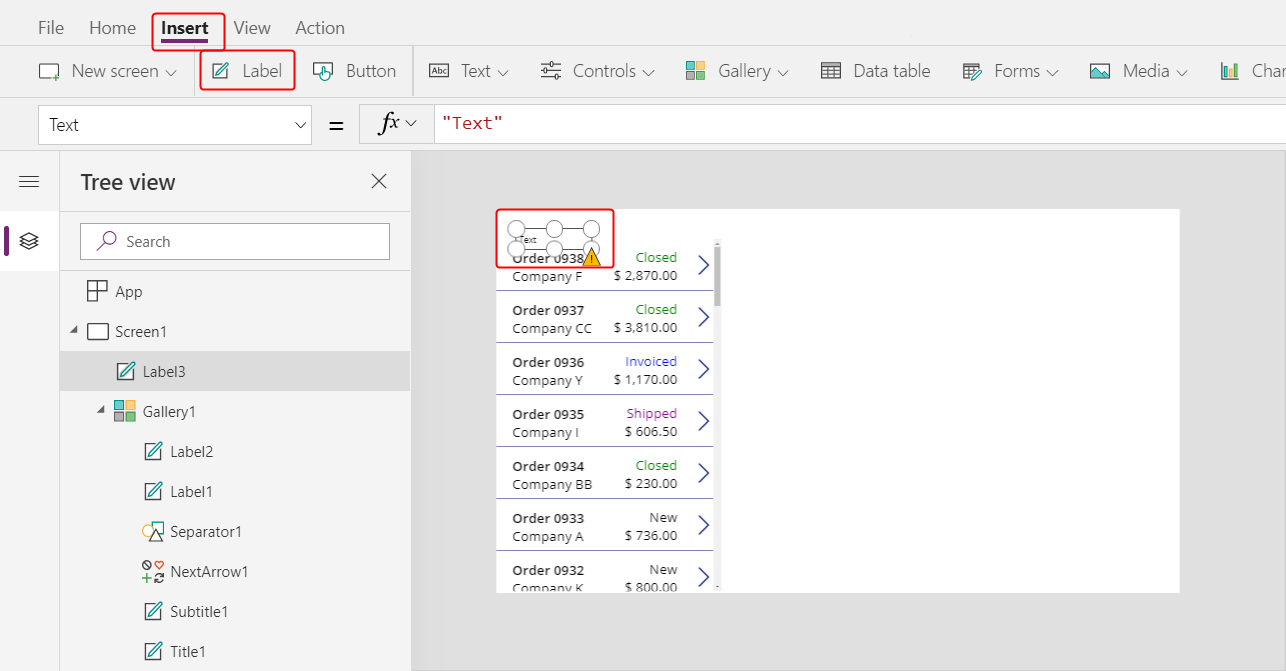 File Home Insert View Action
New screen Label Button Abc Text Controls Gallery Data table Forms Media Char
Text = fx "Text"
Tree view
Search
App
Screen1
Label3
Gallery1
Label2
Label1
Separator1
NextArrow1
Subtitle1
Title1
Text
Order 0938 Closed
Company F $ 2,870.00
Order 0937 Closed
Company CC $ 3,810.00
Order 0936 Invoiced
Company Y $ 1,170.00
Order 0935 Shipped
Company I $ 606.50
Order 0934 Closed
Company BB $ 230.00
Order 0933 New
Company A $ 736.00
Order 0932 New
Company K $ 800.00